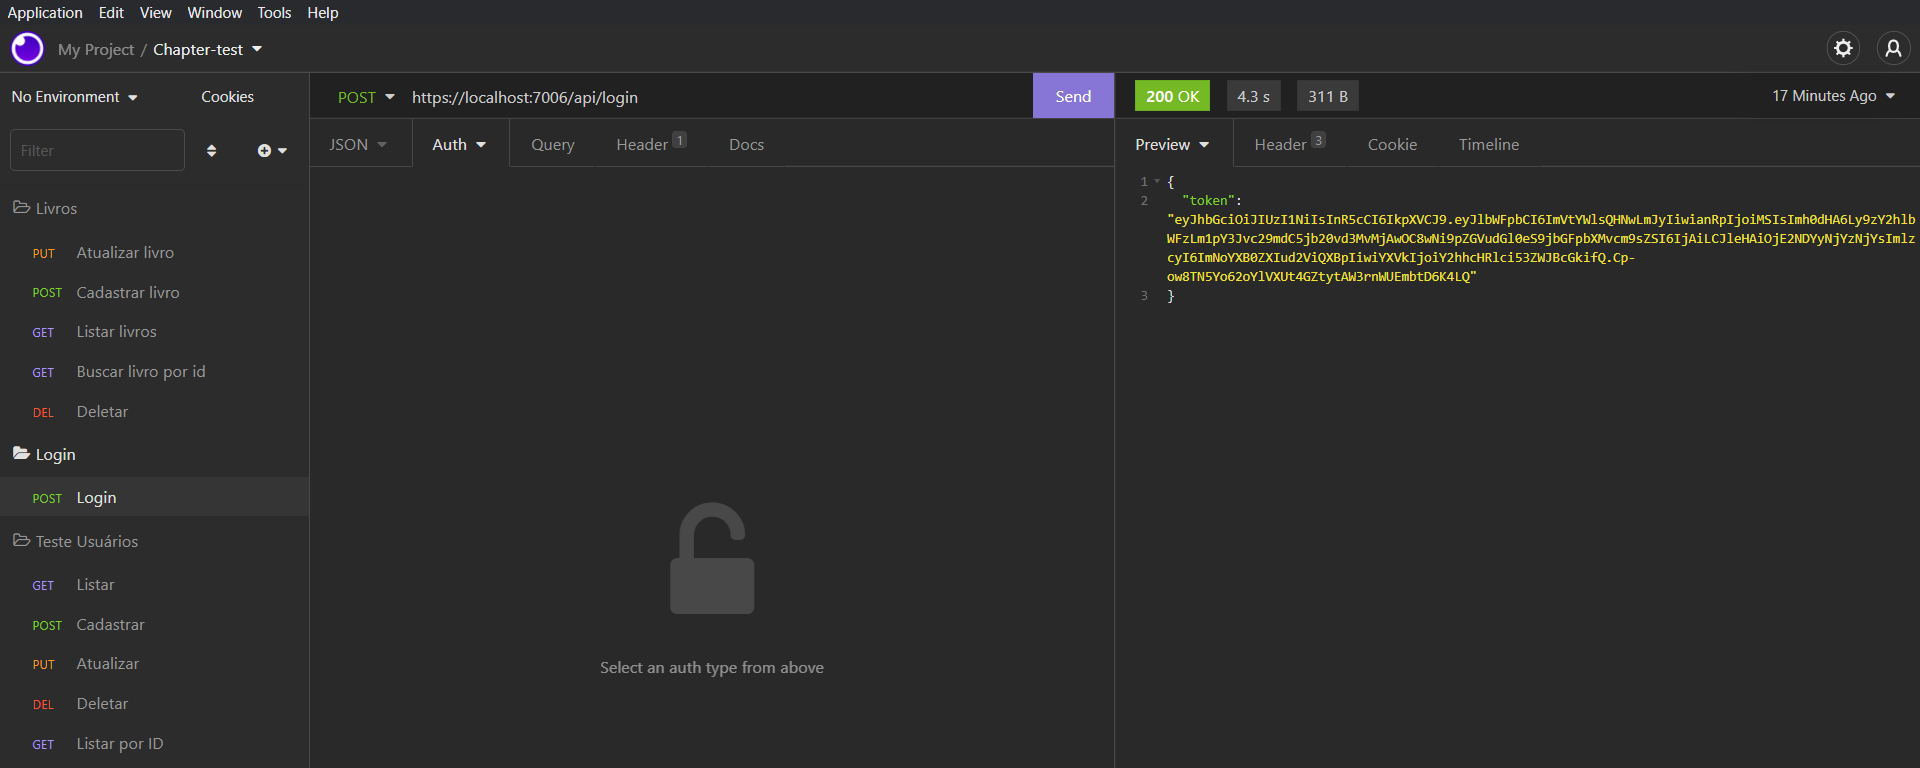 Application Edit View Window Tools Help
My Project / Chapter-test
No Environment Cookies
Filter
Livros
PUT Atualizar livro
POST Cadastrar livro
GET Listar livros
GET Buscar livro por id
DEL Deletar
Login
POST Login
Teste Usuários
GET Listar
POST Cadastrar
PUT Atualizar
DEL Deletar
GET Listar por ID
POST https://localhost:7006/api/login Send
JSON Auth Query Header 1 Docs
Select an auth type from above
200 OK 4.3 s 311 B 17 Minutes Ago
Preview Header 3 Cookie Timeline
1 {
2 "token":
"eyJhbGciOiJIUzI1NiIsInR5cCI6IkpXVCJ9.eyJlbWFpbCI6ImVtYWlsQHNwLmJyIiwianRpIjoiMSIsImh0dHA6Ly9zY2hlb
WFzLm1pY3Jvc29mdC5jb20vd3MvMjAwOC8wNi9pZGVudGl0eS9jbGFpbXMvcm9sZSI6IjAiLCJleHAiOjE2NDYyNjYzNjYsImlz
cyI6ImNoYXB0ZXIud2ViQXBpIiwiYXVkIjoiY2hhcHRlci53ZWJBcGkifQ.Cp-
ow8TN5Yo62oYlVXUt4GZtytAW3rnWUEmbtD6K4LQ"
3 }